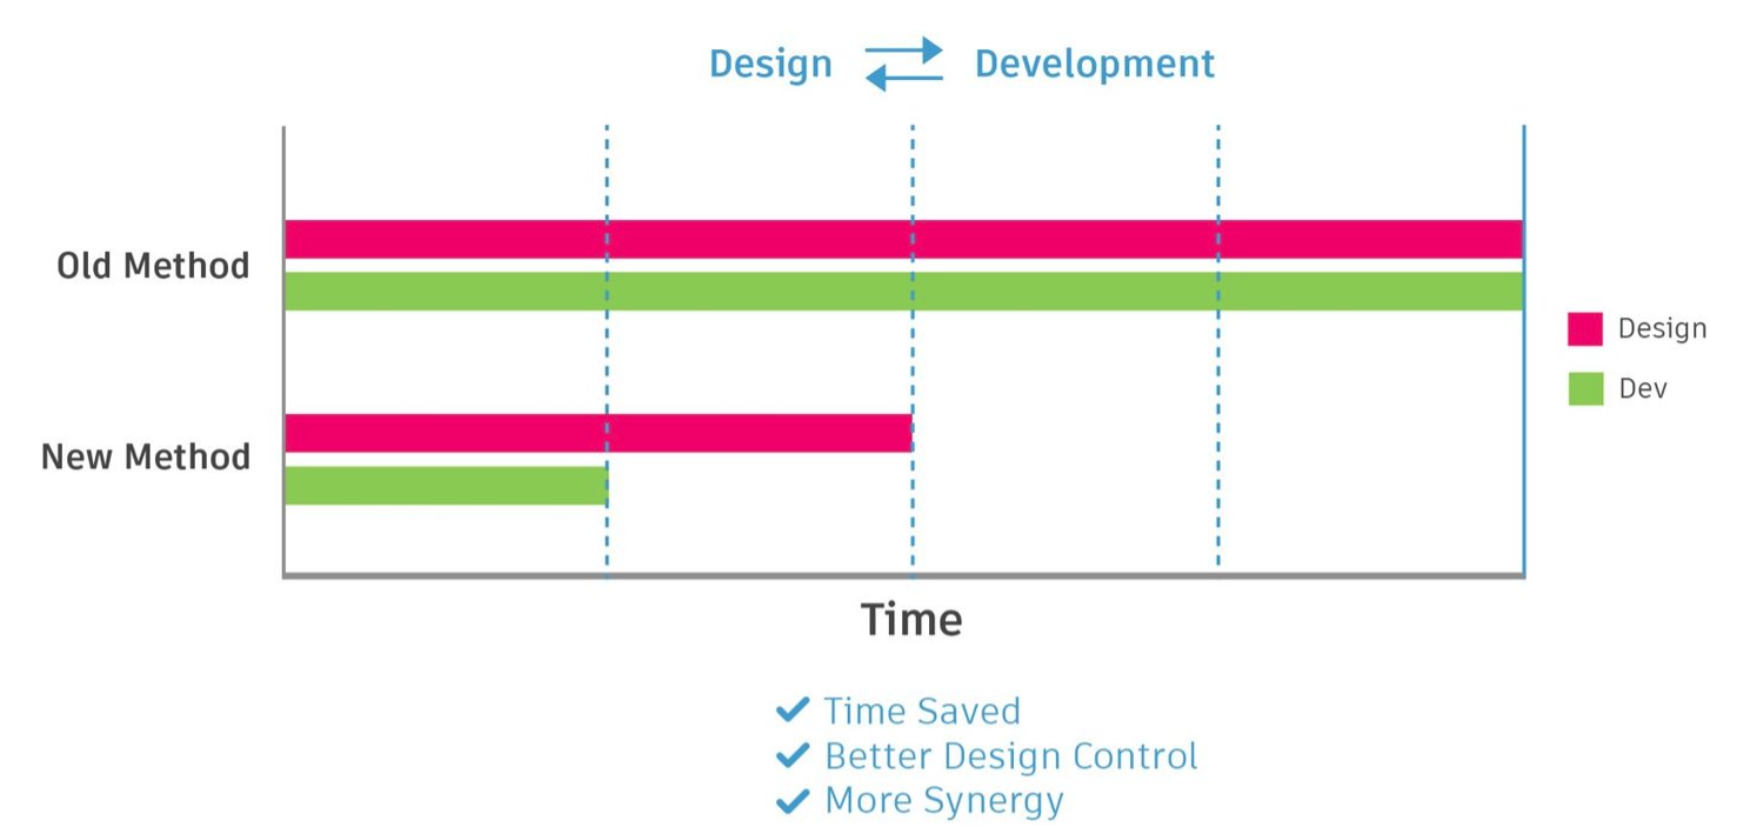 Design Development
Old Method
New Method
Design
Dev
Time
Time Saved
Better Design Control
More Synergy